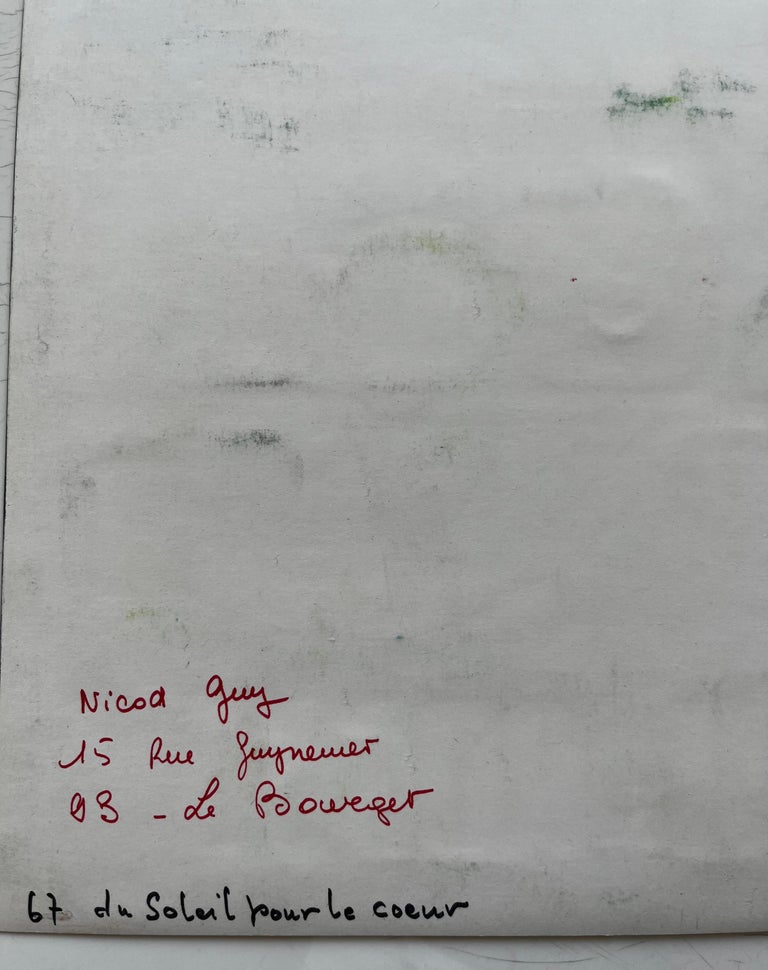 Nicod Guy
15 Rue Guynemer
93 - Le Bourget
67 du Soleil pour le coeur